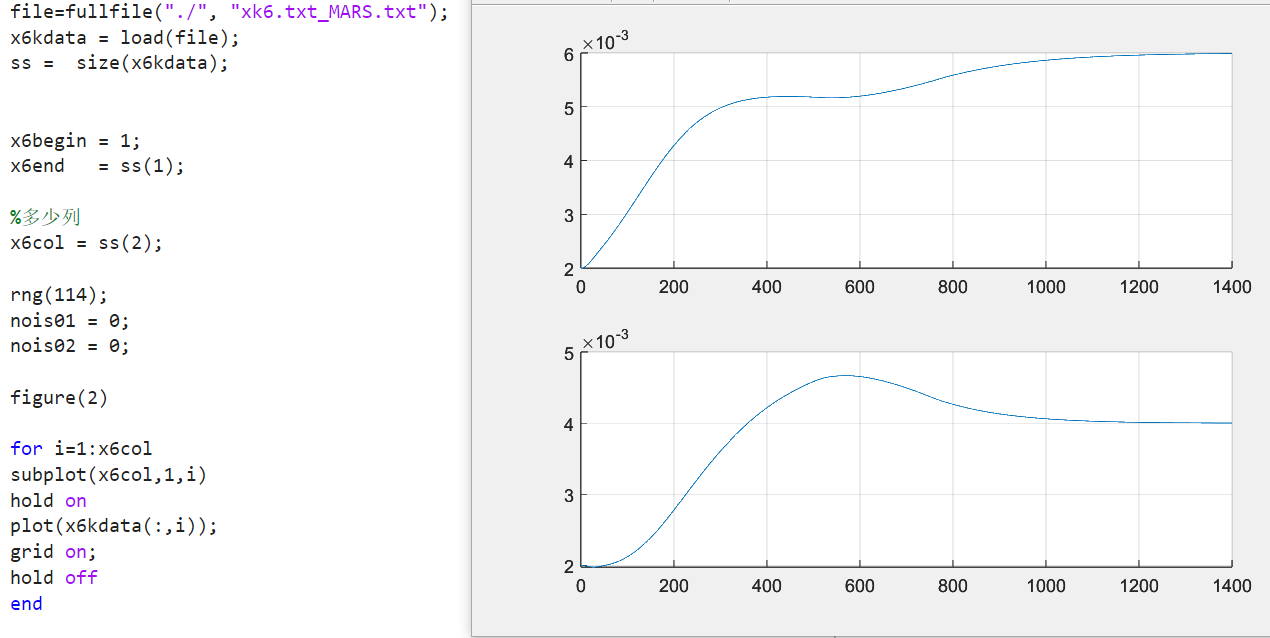 file=fullfile("./", "xk6.txt_MARS.txt");
x6kdata = load(file);
ss =  size(x6kdata);
x6begin = 1;
x6end   = ss(1);
%多少列
x6col = ss(2);
rng(114);
nois01 = 0;
nois02 = 0;
figure(2)
for i=1:x6col
subplot(x6col,1,i)
hold on
plot(x6kdata(:,i));
grid on;
hold off
end
×10-3
6
5
4
3
2
0 200 400 600 800 1000 1200 1400
×10-3
5
4
3
2
0 200 400 600 800 1000 1200 1400